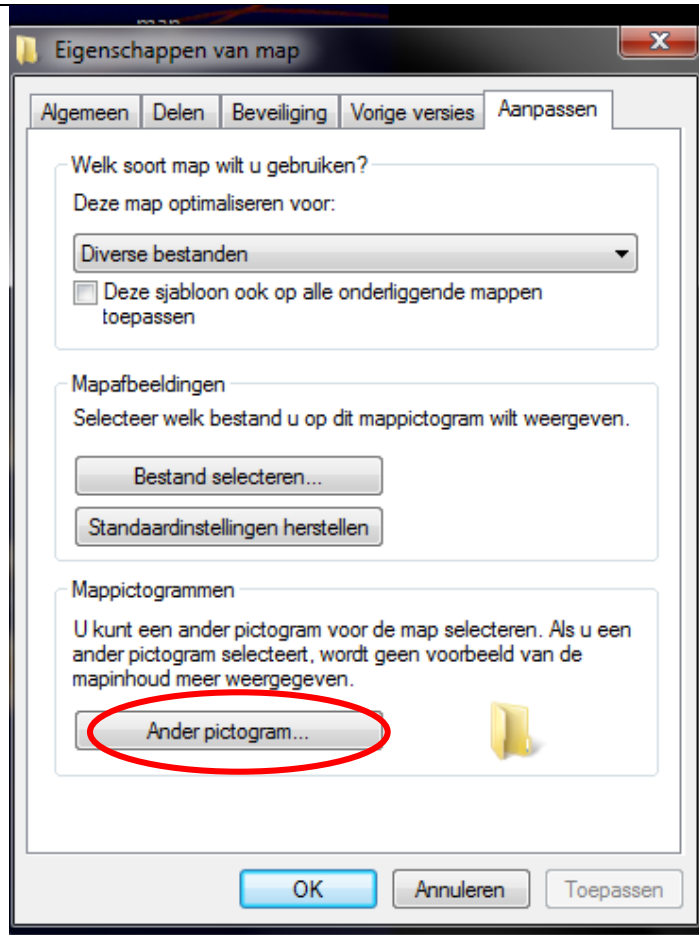 Eigenschappen van map
Algemeen Delen Beveiliging Vorige versies Aanpassen
Welk soort map wilt u gebruiken?
Deze map optimaliseren voor:
Diverse bestanden
Deze sjabloon ook op alle onderliggende mappen
toepassen
Mapafbeeldingen
Selecteer welk bestand u op dit mappictogram wilt weergeven.
Bestand selecteren...
Standaardinstellingen herstellen
Mappictogrammen
U kunt een ander pictogram voor de map selecteren. Als u een
ander pictogram selecteert, wordt geen voorbeeld van de
mapinhoud meer weergegeven.
Ander pictogram...
OK Annuleren Toepassen